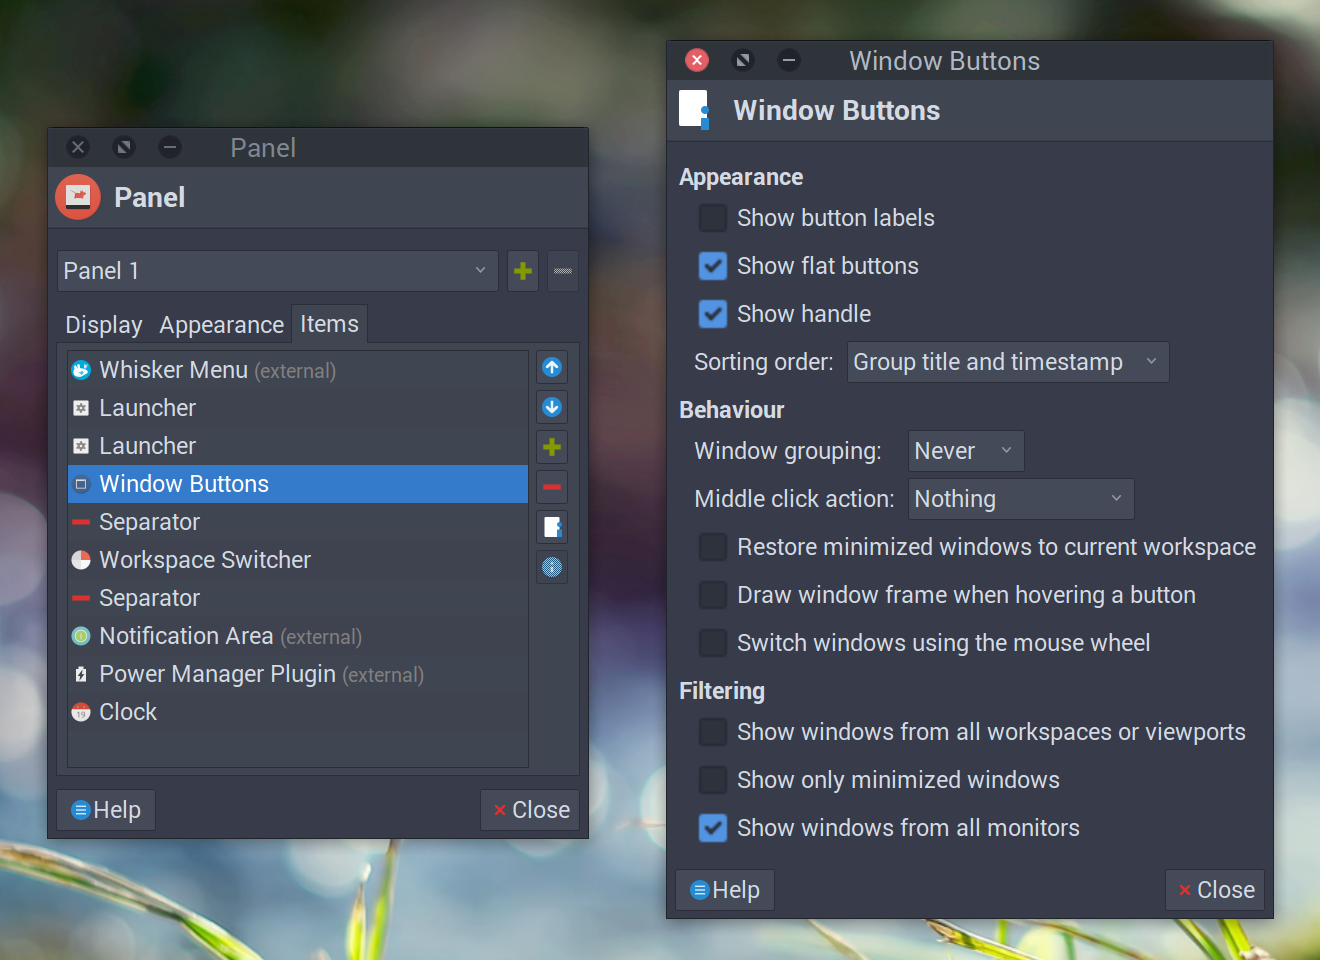 Panel
Panel
Panel 1
Display Appearance Items
Whisker Menu (external)
Launcher
Launcher
Window Buttons
Separator
Workspace Switcher
Separator
Notification Area (external)
Power Manager Plugin (external)
19
Clock
Help
Close
Window Buttons
Window Buttons
Appearance
Show button labels
Show flat buttons
Show handle
Sorting order: Group title and timestamp
Behaviour
Window grouping: Never
Middle click action: Nothing
Restore minimized windows to current workspace
Draw window frame when hovering a button
Switch windows using the mouse wheel
Filtering
Show windows from all workspaces or viewports
Show only minimized windows
Show windows from all monitors
Help
Close